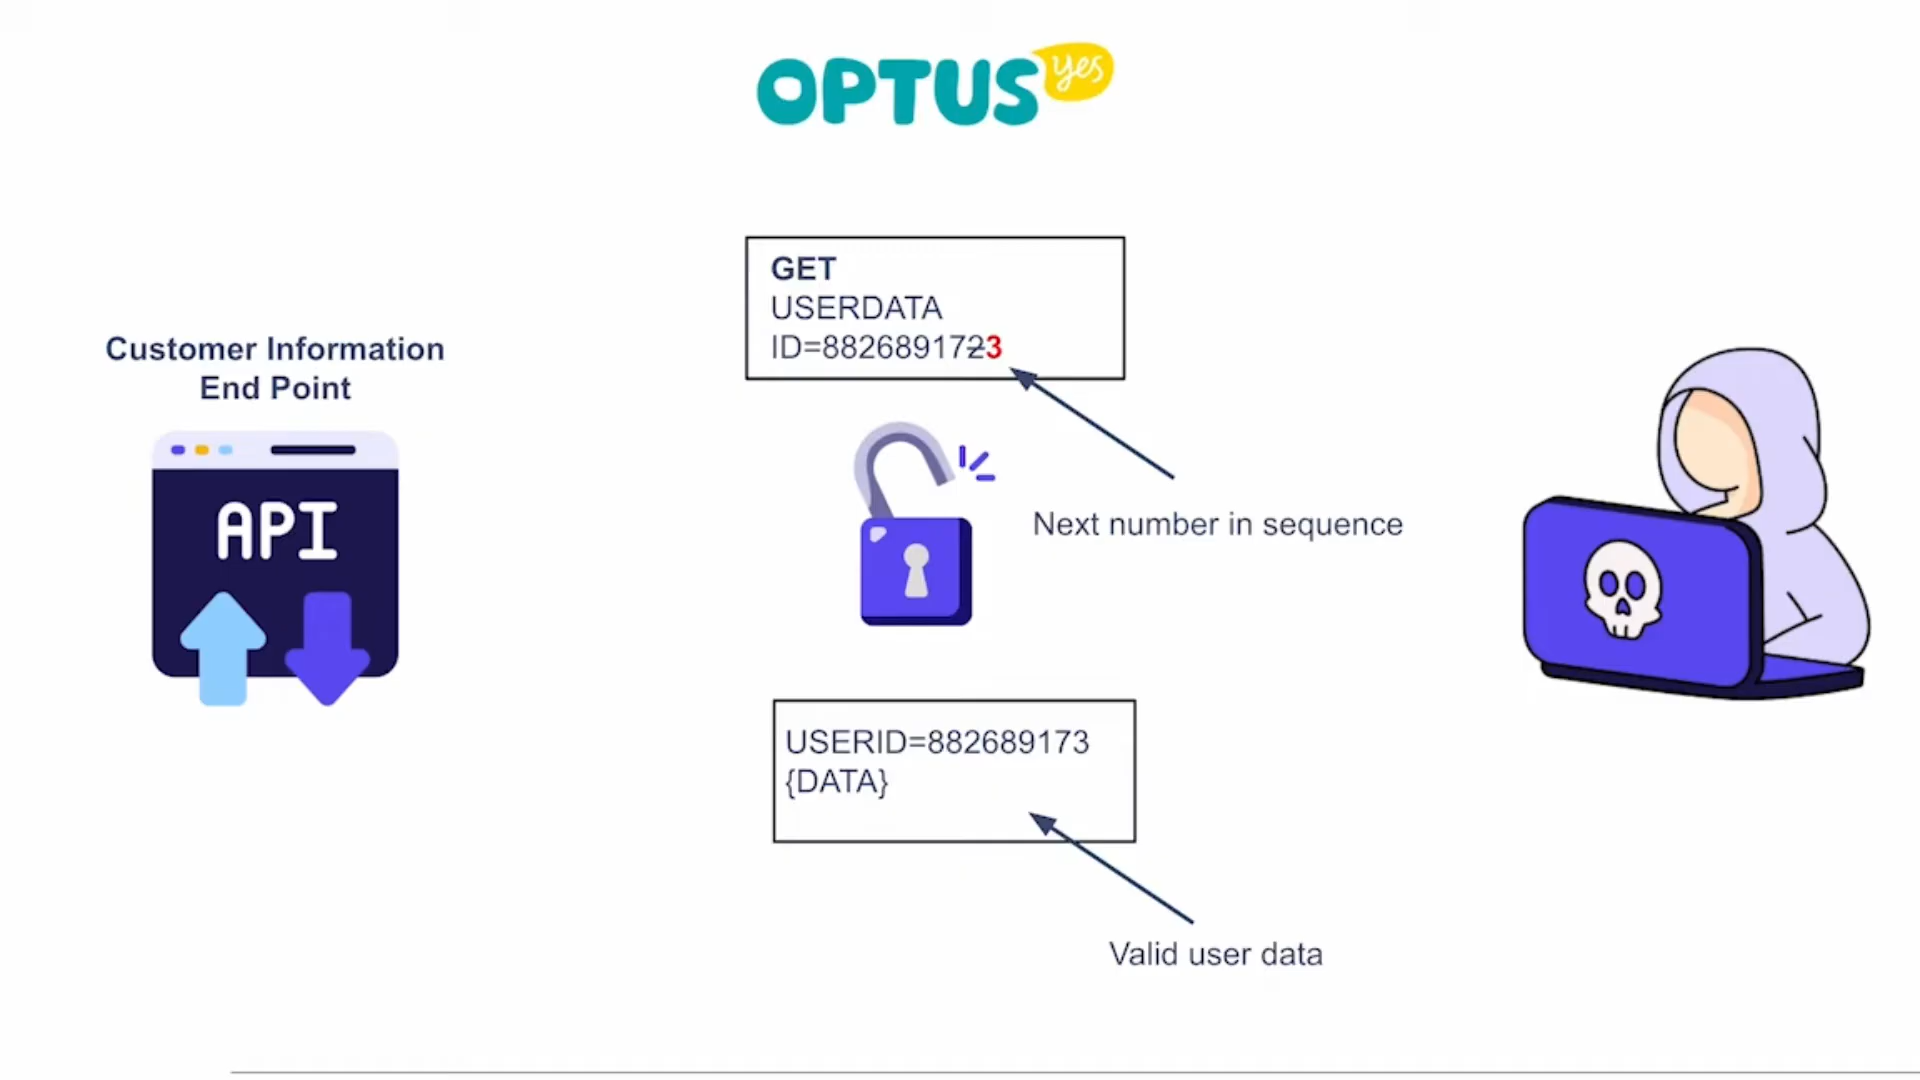 OPTUS yes
GET
USERDATA
ID=8826891723
Customer Information
End Point
API
Next number in sequence
USERID=882689173
{DATA}
Valid user data